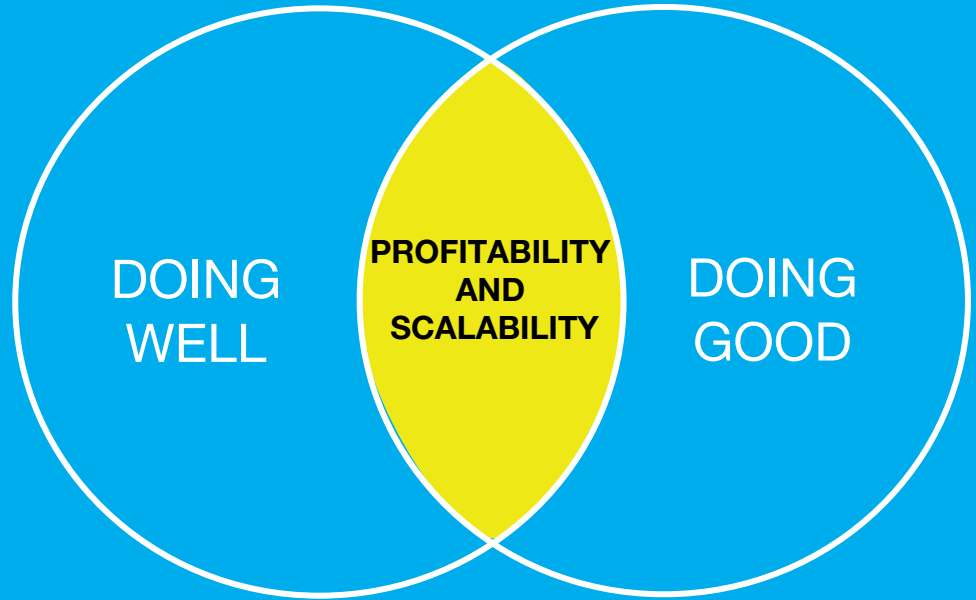 DOING
WELL
PROFITABILITY
AND
SCALABILITY
DOING
GOOD